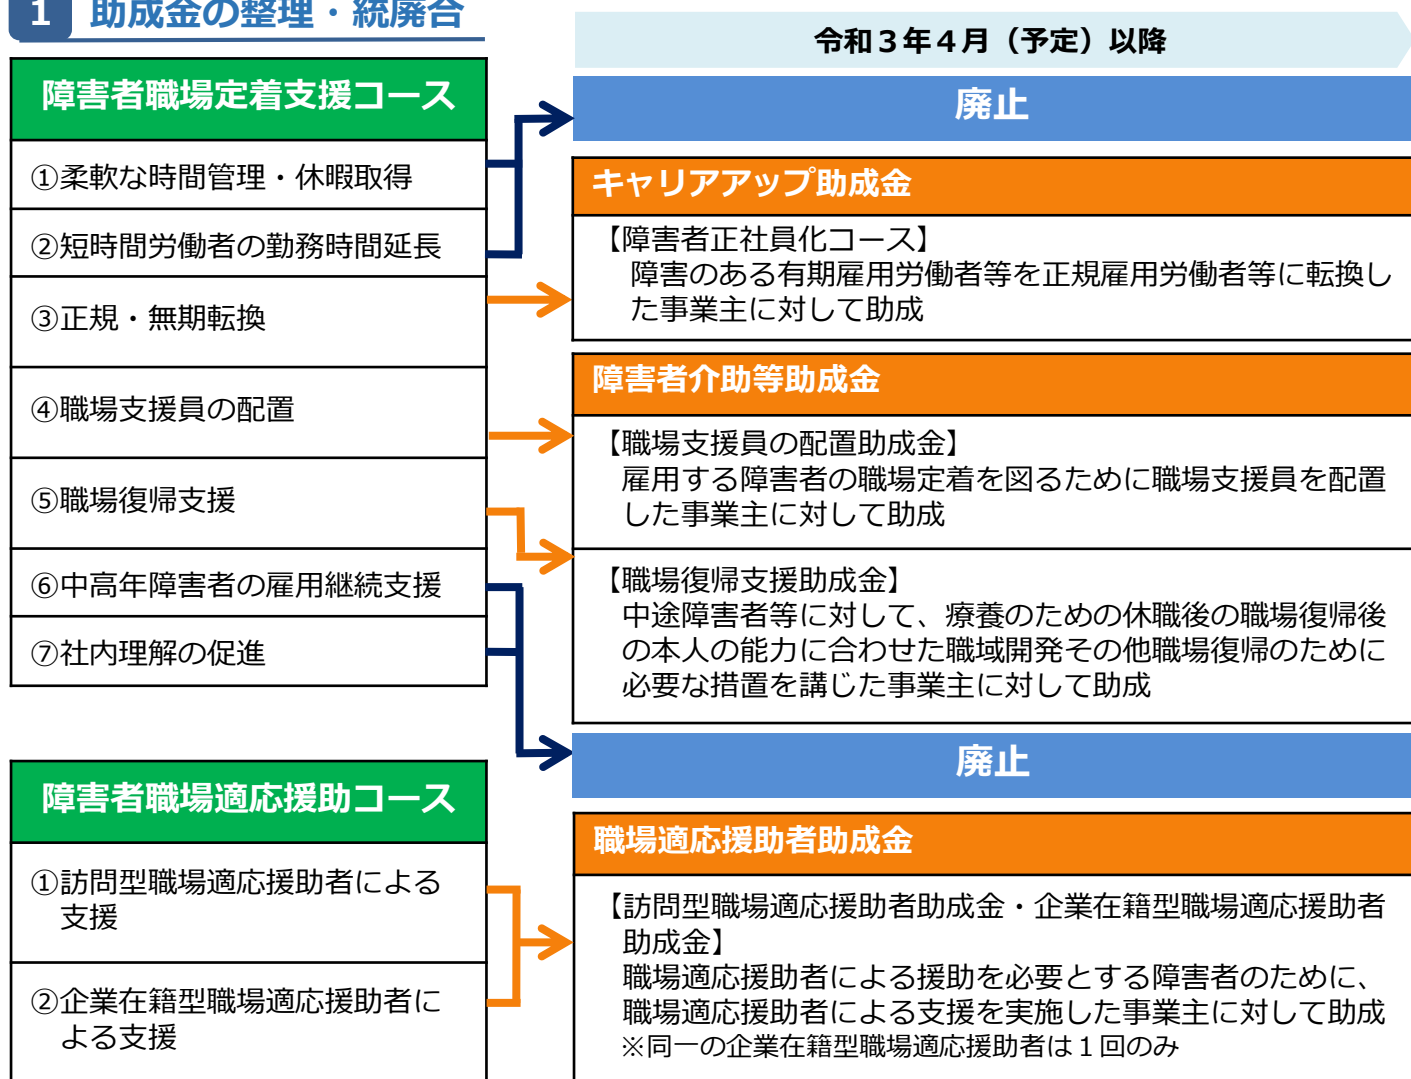 1 助成金の整理・統廃合
令和３年４月（予定）以降
障害者職場定着支援コース
①柔軟な時間管理・休暇取得
②短時間労働者の勤務時間延長
③正規・無期転換
④職場支援員の配置
⑤職場復帰支援
⑥中高年障害者の雇用継続支援
⑦社内理解の促進
廃止
キャリアアップ助成金
【障害者正社員化コース】
障害のある有期雇用労働者等を正規雇用労働者等に転換し
た事業主に対して助成
障害者介助等助成金
【職場支援員の配置助成金】
雇用する障害者の職場定着を図るために職場支援員を配置
した事業主に対して助成
【職場復帰支援助成金】
中途障害者等に対して、療養のための休職後の職場復帰後
の本人の能力に合わせた職域開発その他職場復帰のために
必要な措置を講じた事業主に対して助成
廃止
障害者職場適応援助コース
①訪問型職場適応援助者による
支援
②企業在籍型職場適応援助者に
よる支援
職場適応援助者助成金
【訪問型職場適応援助者助成金・企業在籍型職場適応援助者
助成金】
職場適応援助者による援助を必要とする障害者のために、
職場適応援助者による支援を実施した事業主に対して助成
※同一の企業在籍型職場適応援助者は１回のみ